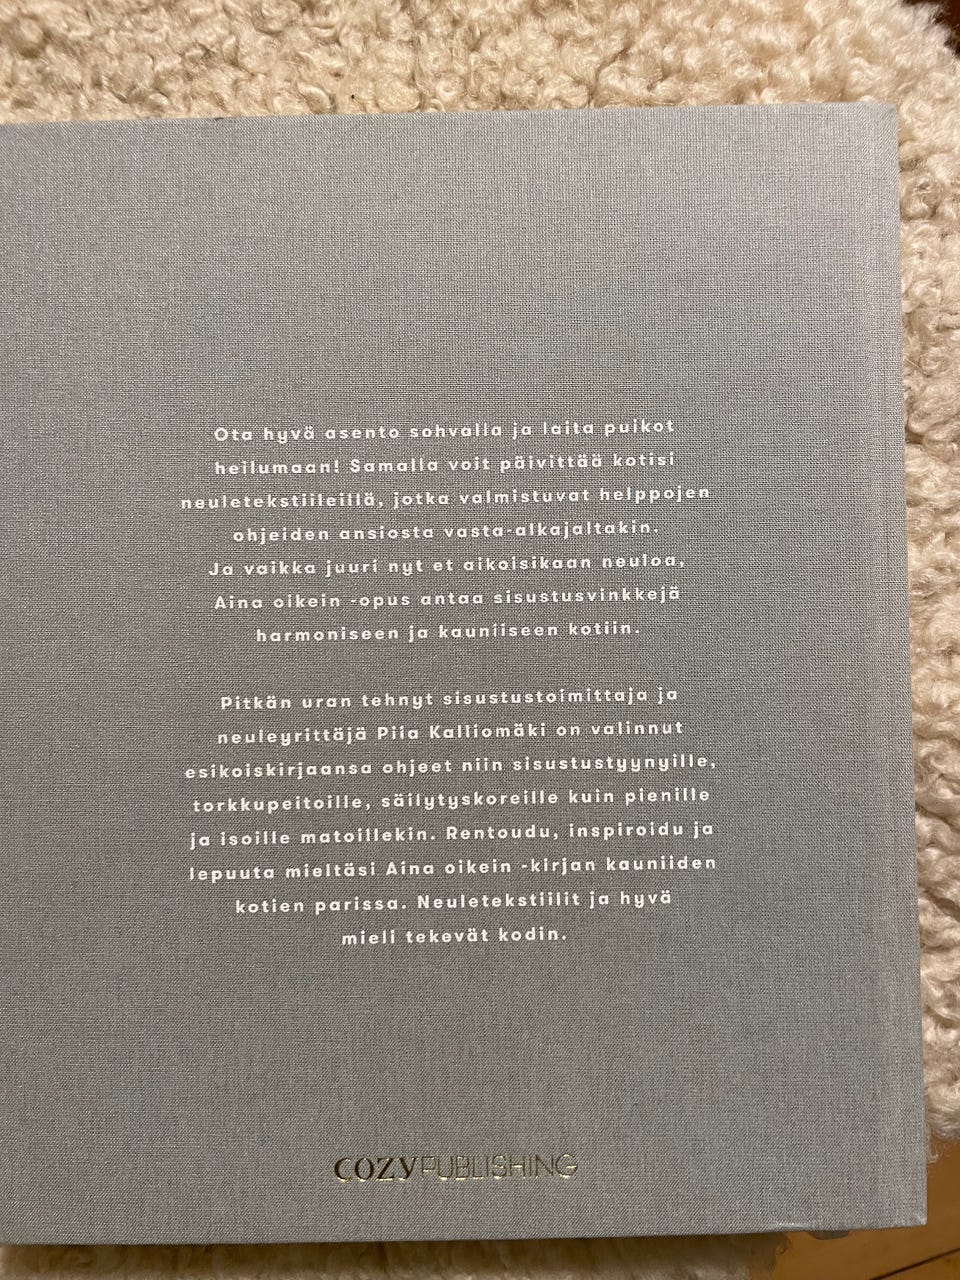 Ota hyvä asento sohvalla ja laita puikot
heilumaan! Samalla voit päivittää kotisi
neuletekstiileillä, jotka valmistuvat helppojen
ohjeiden ansiosta vasta-alkajaltakin.
Ja vaikka juuri nyt et aikoisikaan neuloa,
Aina oikein -opus antaa sisustusvinkkejä
harmoniseen ja kauniiseen kotiin.
Pitkän uran tehnyt sisustustoimittaja ja
neuleyrittäjä Piia Kalliomäki on valinnut
esikoiskirjaansa ohjeet niin sisustustyynyille,
torkkupeitoille, säilytyskoreille kuin pienille
ja isoille matoillekin. Rentoudu, inspiroidu ja
lepuuta mieltäsi Aina oikein -kirjan kauniiden
kotien parissa. Neuletekstiilit ja hyvä
mieli tekevät kodin.
COZYPUBLISHING